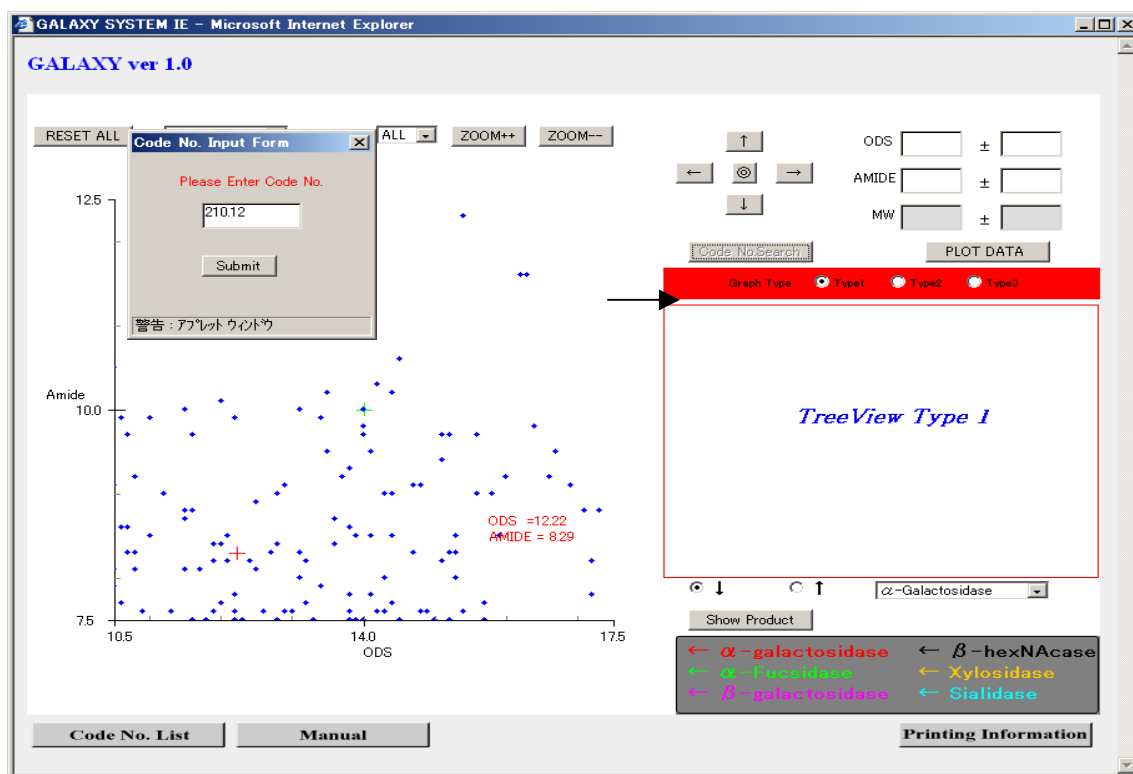 GALAXY SYSTEM IE - Microsoft Internet Explorer
GALAXY ver 1.0
RESET ALL
ALL
ZOOM++
ZOOM--
Code No. Input Form
Please Enter Code No.
210.12
Submit
警告 : アプレット ウィンドウ
↑
←
◎
→
↓
ODS ±
AMIDE ±
MW ±
Code No.Search
PLOT DATA
Graph Type Type1 Type2 Type3
TreeView Type 1
12.5
Amide
10.0
7.5
10.5
14.0
17.5
ODS
ODS =12.22
AMIDE = 8.29
↓
↑
α-Galactosidase
Show Product
← α-galactosidase ← β-hexNAcase
← α-Fucsidase ← Xylosidase
← β-galactosidase ← Sialidase
Code No. List
Manual
Printing Information